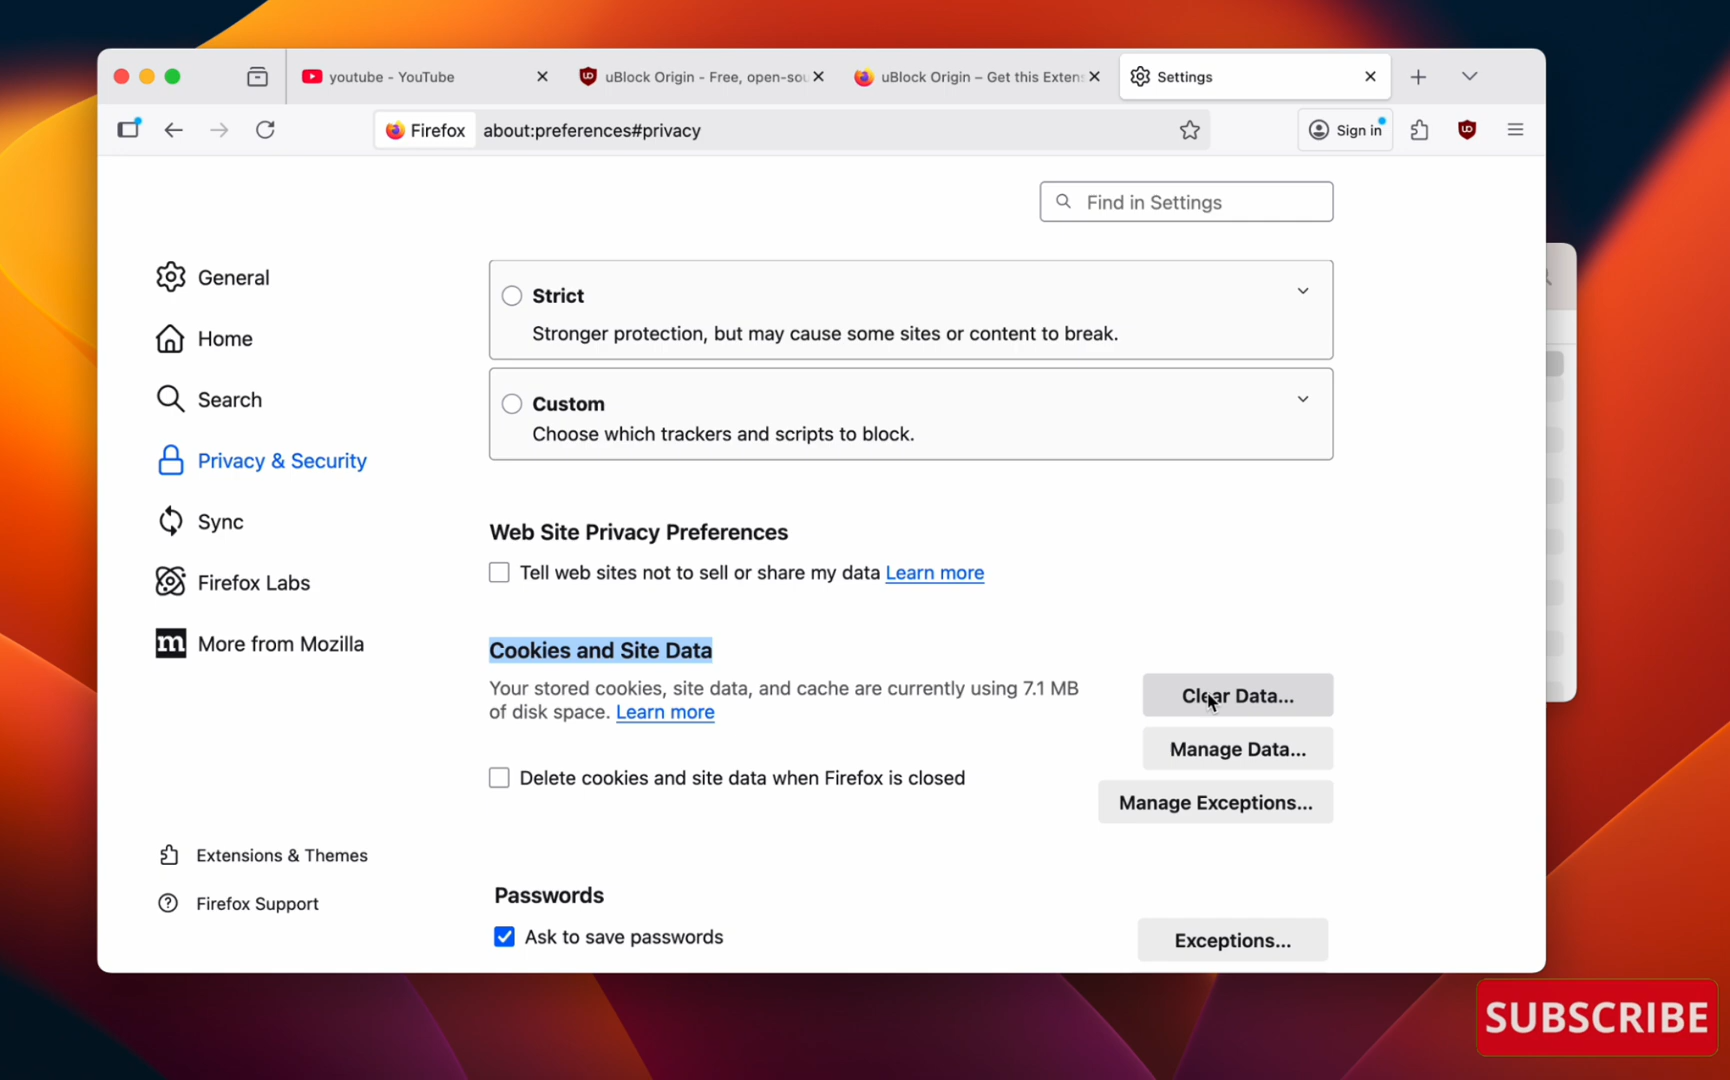 youtube - YouTube
uBlock Origin - Free, open-sou
uBlock Origin – Get this Extens
Settings
Firefox
about:preferences#privacy
Sign in
Find in Settings
General
Home
Search
Privacy & Security
Sync
Firefox Labs
More from Mozilla
Extensions & Themes
Firefox Support
Strict
Stronger protection, but may cause some sites or content to break.
Custom
Choose which trackers and scripts to block.
Web Site Privacy Preferences
Tell web sites not to sell or share my data Learn more
Cookies and Site Data
Your stored cookies, site data, and cache are currently using 7.1 MB
of disk space. Learn more
Clear Data...
Manage Data...
Delete cookies and site data when Firefox is closed
Manage Exceptions...
Passwords
Ask to save passwords
Exceptions...
SUBSCRIBE